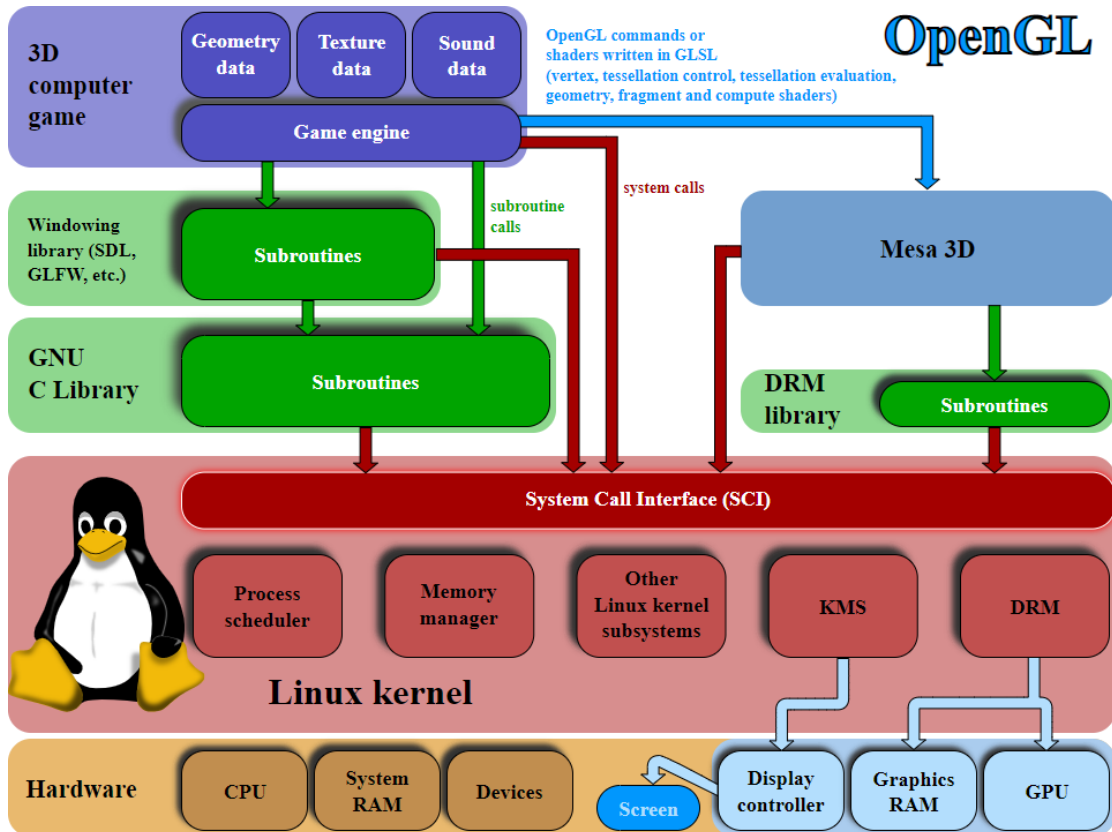 3D
computer
game
Geometry
data
Texture
data
Sound
data
Game engine
OpenGL commands or
shaders written in GLSL
(vertex, tessellation control, tessellation evaluation,
geometry, fragment and compute shaders)
OpenGL
system calls
subroutine
calls
Windowing
library (SDL,
GLFW, etc.)
Subroutines
Mesa 3D
GNU
C Library
Subroutines
DRM
library
Subroutines
System Call Interface (SCI)
Process
scheduler
Memory
manager
Other
Linux kernel
subsystems
KMS
DRM
Linux kernel
Hardware
CPU
System
RAM
Devices
Screen
Display
controller
Graphics
RAM
GPU